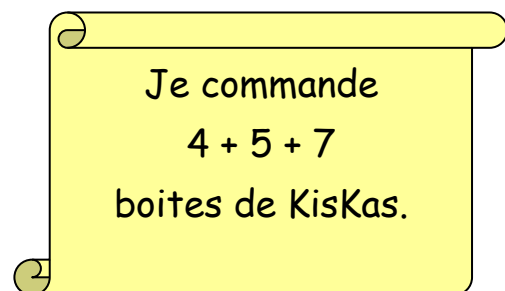 Je commande
4 + 5 + 7
boites de KisKas.